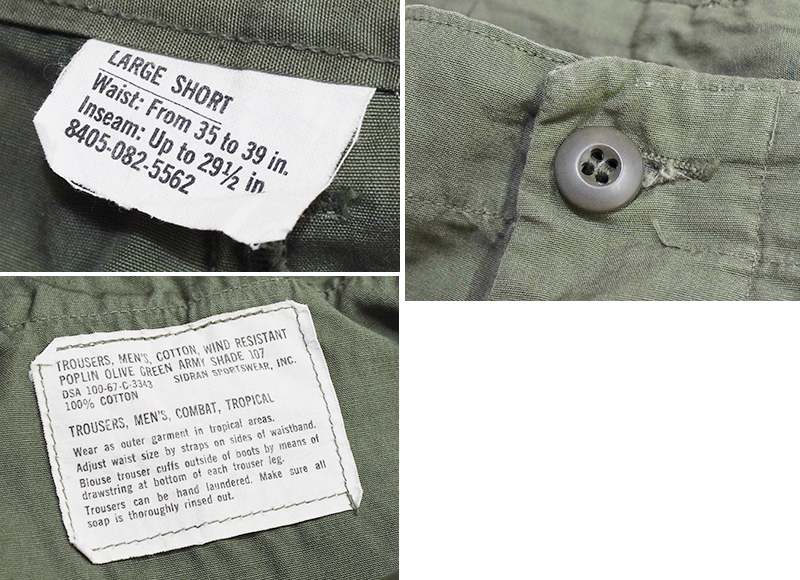 LARGE SHORT
Waist: From 35 to 39 in.
Inseam: Up to 29½ in
8405-082-5562
TROUSERS, MEN'S, COTTON, WIND RESISTANT
POPLIN OLIVE GREEN ARMY SHADE 107
DSA 100-67-C-3343 SIDRAN SPORTSWEAR, INC.
100% COTTON
TROUSERS, MEN'S, COMBAT, TROPICAL
Wear as outer garment in tropical areas.
Adjust waist size by straps on sides of waistband.
Blouse trouser cuffs outside of boots by means of
drawstring at bottom of each trouser leg.
Trousers can be hand laundered. Make sure all
soap is thoroughly rinsed out.